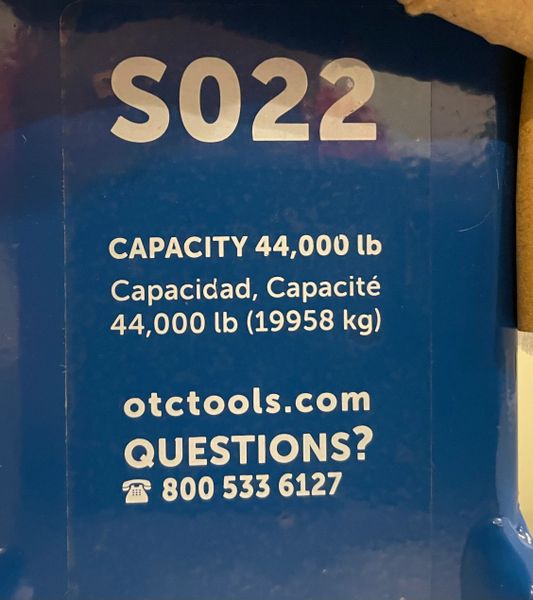 S022
CAPACITY 44,000 lb
Capacidad, Capacité
44,000 lb (19958 kg)
otctools.com
QUESTIONS?
☎ 800 533 6127